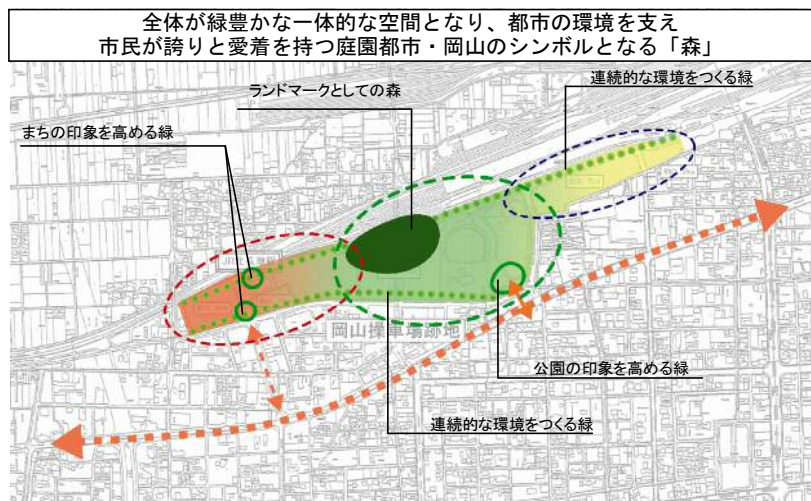 全体が緑豊かな一体的な空間となり、都市の環境を支え
市民が誇りと愛着を持つ庭園都市・岡山のシンボルとなる「森」
ランドマークとしての森
連続的な環境をつくる緑
まちの印象を高める緑
岡山操車場跡地
公園の印象を高める緑
連続的な環境をつくる緑